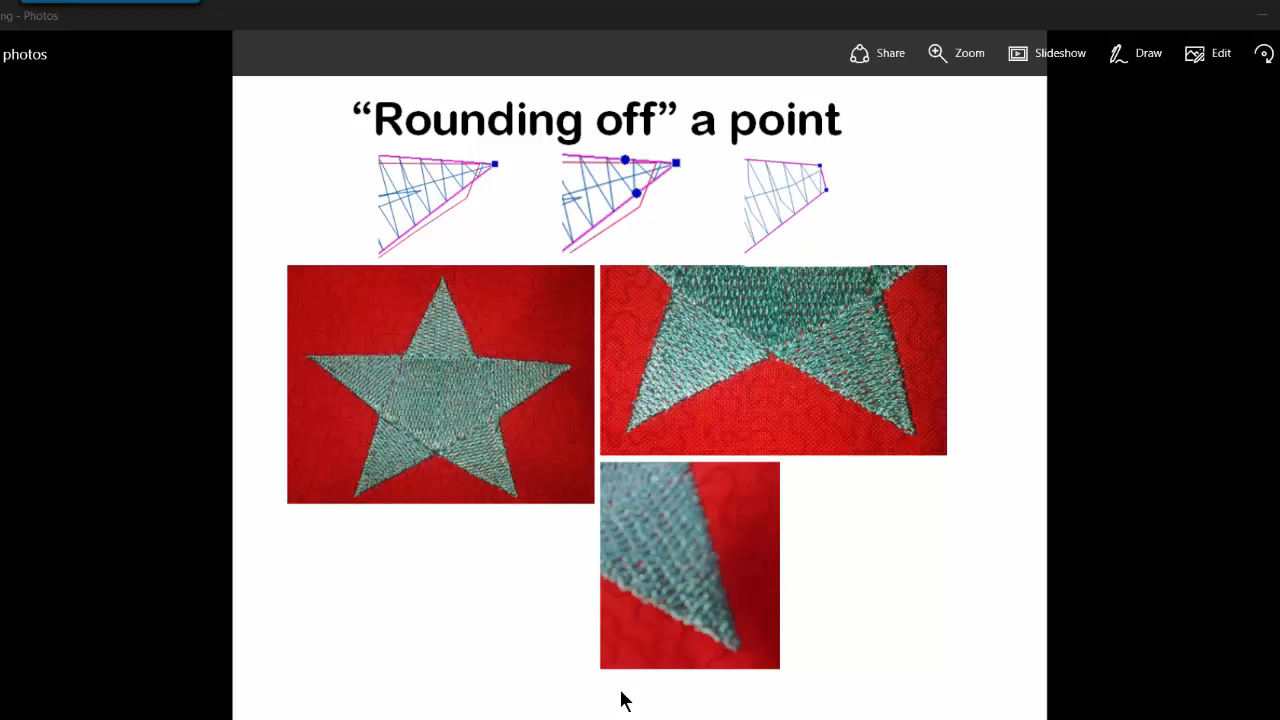 ng - Photos
photos
Share
Zoom
Slideshow
Draw
Edit
“Rounding off” a point